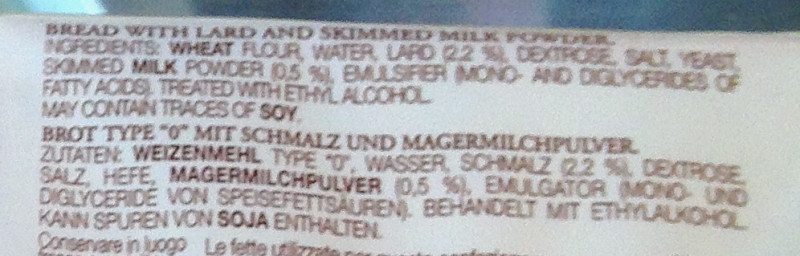 BREAD WITH LARD AND SKIMMED MILK POWDER.
INGREDIENTS: WHEAT FLOUR, WATER, LARD (2.2 %), DEXTROSE, SALT, YEAST,
SKIMMED MILK POWDER (0.5 %), EMULSIFIER (MONO- AND DIGLYCERIDES OF
FATTY ACIDS). TREATED WITH ETHYL ALCOHOL.
MAY CONTAIN TRACES OF SOY.
BROT TYPE "0" MIT SCHMALZ UND MAGERMILCHPULVER.
ZUTATEN: WEIZENMEHL TYPE "0", WASSER, SCHMALZ (2.2 %), DEXTROSE,
SALZ, HEFE, MAGERMILCHPULVER (0,5 %), EMULGATOR (MONO- UND
DIGLYCERIDE VON SPEISEFETTSÄUREN). BEHANDELT MIT ETHYLALKOHOL.
KANN SPUREN VON SOJA ENTHALTEN.
Conservare in luogo Le fette utilizzate per questa confezione